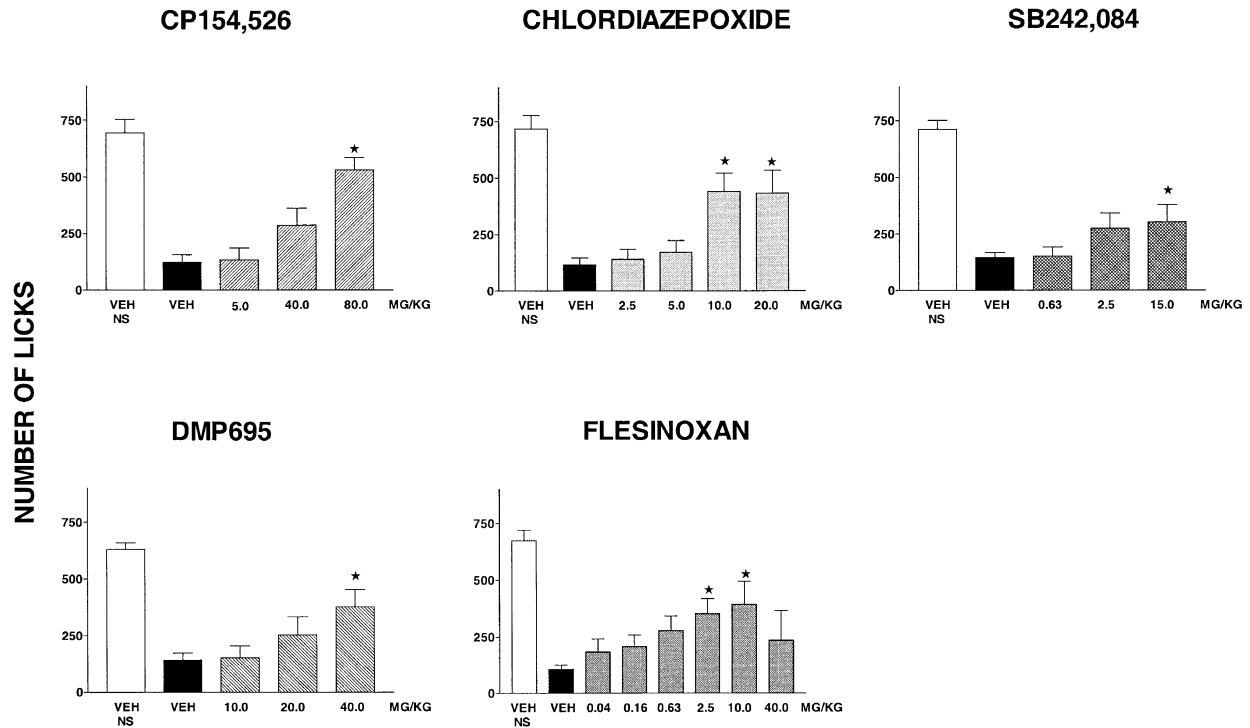 CP154,526
CHLORDIAZEPOXIDE
SB242,084
NUMBER OF LICKS
750
500
250
0
★
VEH VEH 5.0 40.0 80.0 MG/KG
NS
750
500
250
0
★ ★
VEH VEH 2.5 5.0 10.0 20.0 MG/KG
NS
750
500
250
0
★
VEH VEH 0.63 2.5 15.0 MG/KG
NS
DMP695
FLESINOXAN
750
500
250
0
★
VEH VEH 10.0 20.0 40.0 MG/KG
NS
750
500
250
0
★ ★
VEH VEH 0.04 0.16 0.63 2.5 10.0 40.0 MG/KG
NS